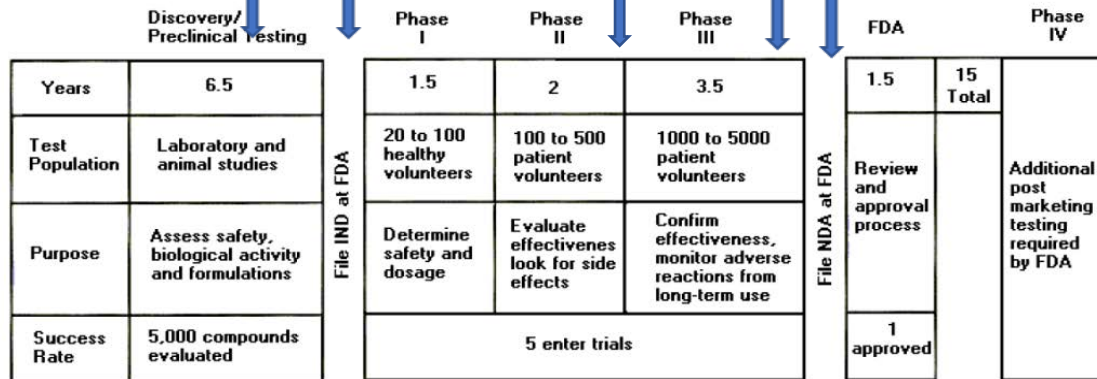 Discovery/
Preclinical Testing
Phase
I
Phase
II
Phase
III
FDA
Phase
IV
Years
6.5
1.5
2
3.5
1.5
15
Total
Test
Population
Laboratory and
animal studies
20 to 100
healthy
volunteers
100 to 500
patient
volunteers
1000 to 5000
patient
volunteers
Review
and
approval
process
Additional
post
marketing
testing
required
by FDA
File IND at FDA
File NDA at FDA
Purpose
Assess safety,
biological activity
and formulations
Determine
safety and
dosage
Evaluate
effectivenes
look for side
effects
Confirm
effectiveness,
monitor adverse
reactions from
long-term use
Success
Rate
5,000 compounds
evaluated
5 enter trials
1
approved